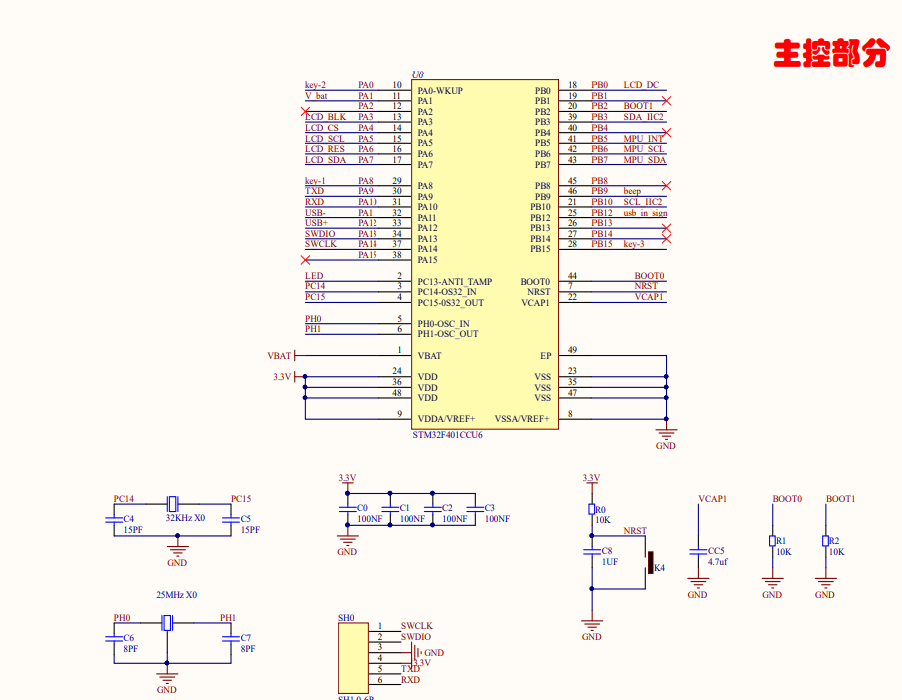 主控部分
U0
key-2 PA0 10 PA0-WKUP PB0 18 PB0 LCD_DC
V_bat PA1 11 PA1 PB1 19 PB1
PA2 12 PA2 PB2 20 PB2 BOOT1
LCD_BLK PA3 13 PA3 PB3 39 PB3 SDA_IIC2
LCD_CS PA4 14 PA4 PB4 40 PB4
LCD_SCL PA5 15 PA5 PB5 41 PB5 MPU_INT
LCD_RES PA6 16 PA6 PB6 42 PB6 MPU_SCL
LCD_SDA PA7 17 PA7 PB7 43 PB7 MPU_SDA
key-1 PA8 29 PA8 PB8 45 PB8
TXD PA9 30 PA9 PB9 46 PB9 beep
RXD PA10 31 PA10 PB10 21 PB10 SCL_IIC2
USB- PA11 32 PA11 PB12 25 PB12 usb_in_sign
USB+ PA12 33 PA12 PB13 26 PB13
SWDIO PA13 34 PA13 PB14 27 PB14
SWCLK PA14 37 PA14 PB15 28 PB15 key-3
PA15 38 PA15
LED 2 PC13-ANTI_TAMP BOOT0 44 BOOT0
PC14 3 PC14-OS32_IN NRST 7 NRST
PC15 4 PC15-0S32_OUT VCAP1 22 VCAP1
PH0 5 PH0-OSC_IN
PH1 6 PH1-OSC_OUT
VBAT 1 VBAT EP 49
3.3V 24 VDD VSS 23
36 VDD VSS 35
48 VDD VSS 47
9 VDDA/VREF+ VSSA/VREF+ 8
STM32F401CCU6
GND
PC14 PC15
32KHz X0
C4 C5
15PF 15PF
GND
3.3V
C0 C1 C2 C3
100NF 100NF 100NF 100NF
GND
3.3V
R0
10K
NRST
C8
1UF
K4
GND
VCAP1
CC5
4.7uf
GND
BOOT0
R1
10K
GND
BOOT1
R2
10K
GND
25MHz X0
PH0 PH1
C6 C7
8PF 8PF
GND
SH0
1 SWCLK
2 SWDIO
3 GND
4 3.3V
5 TXD
6 RXD